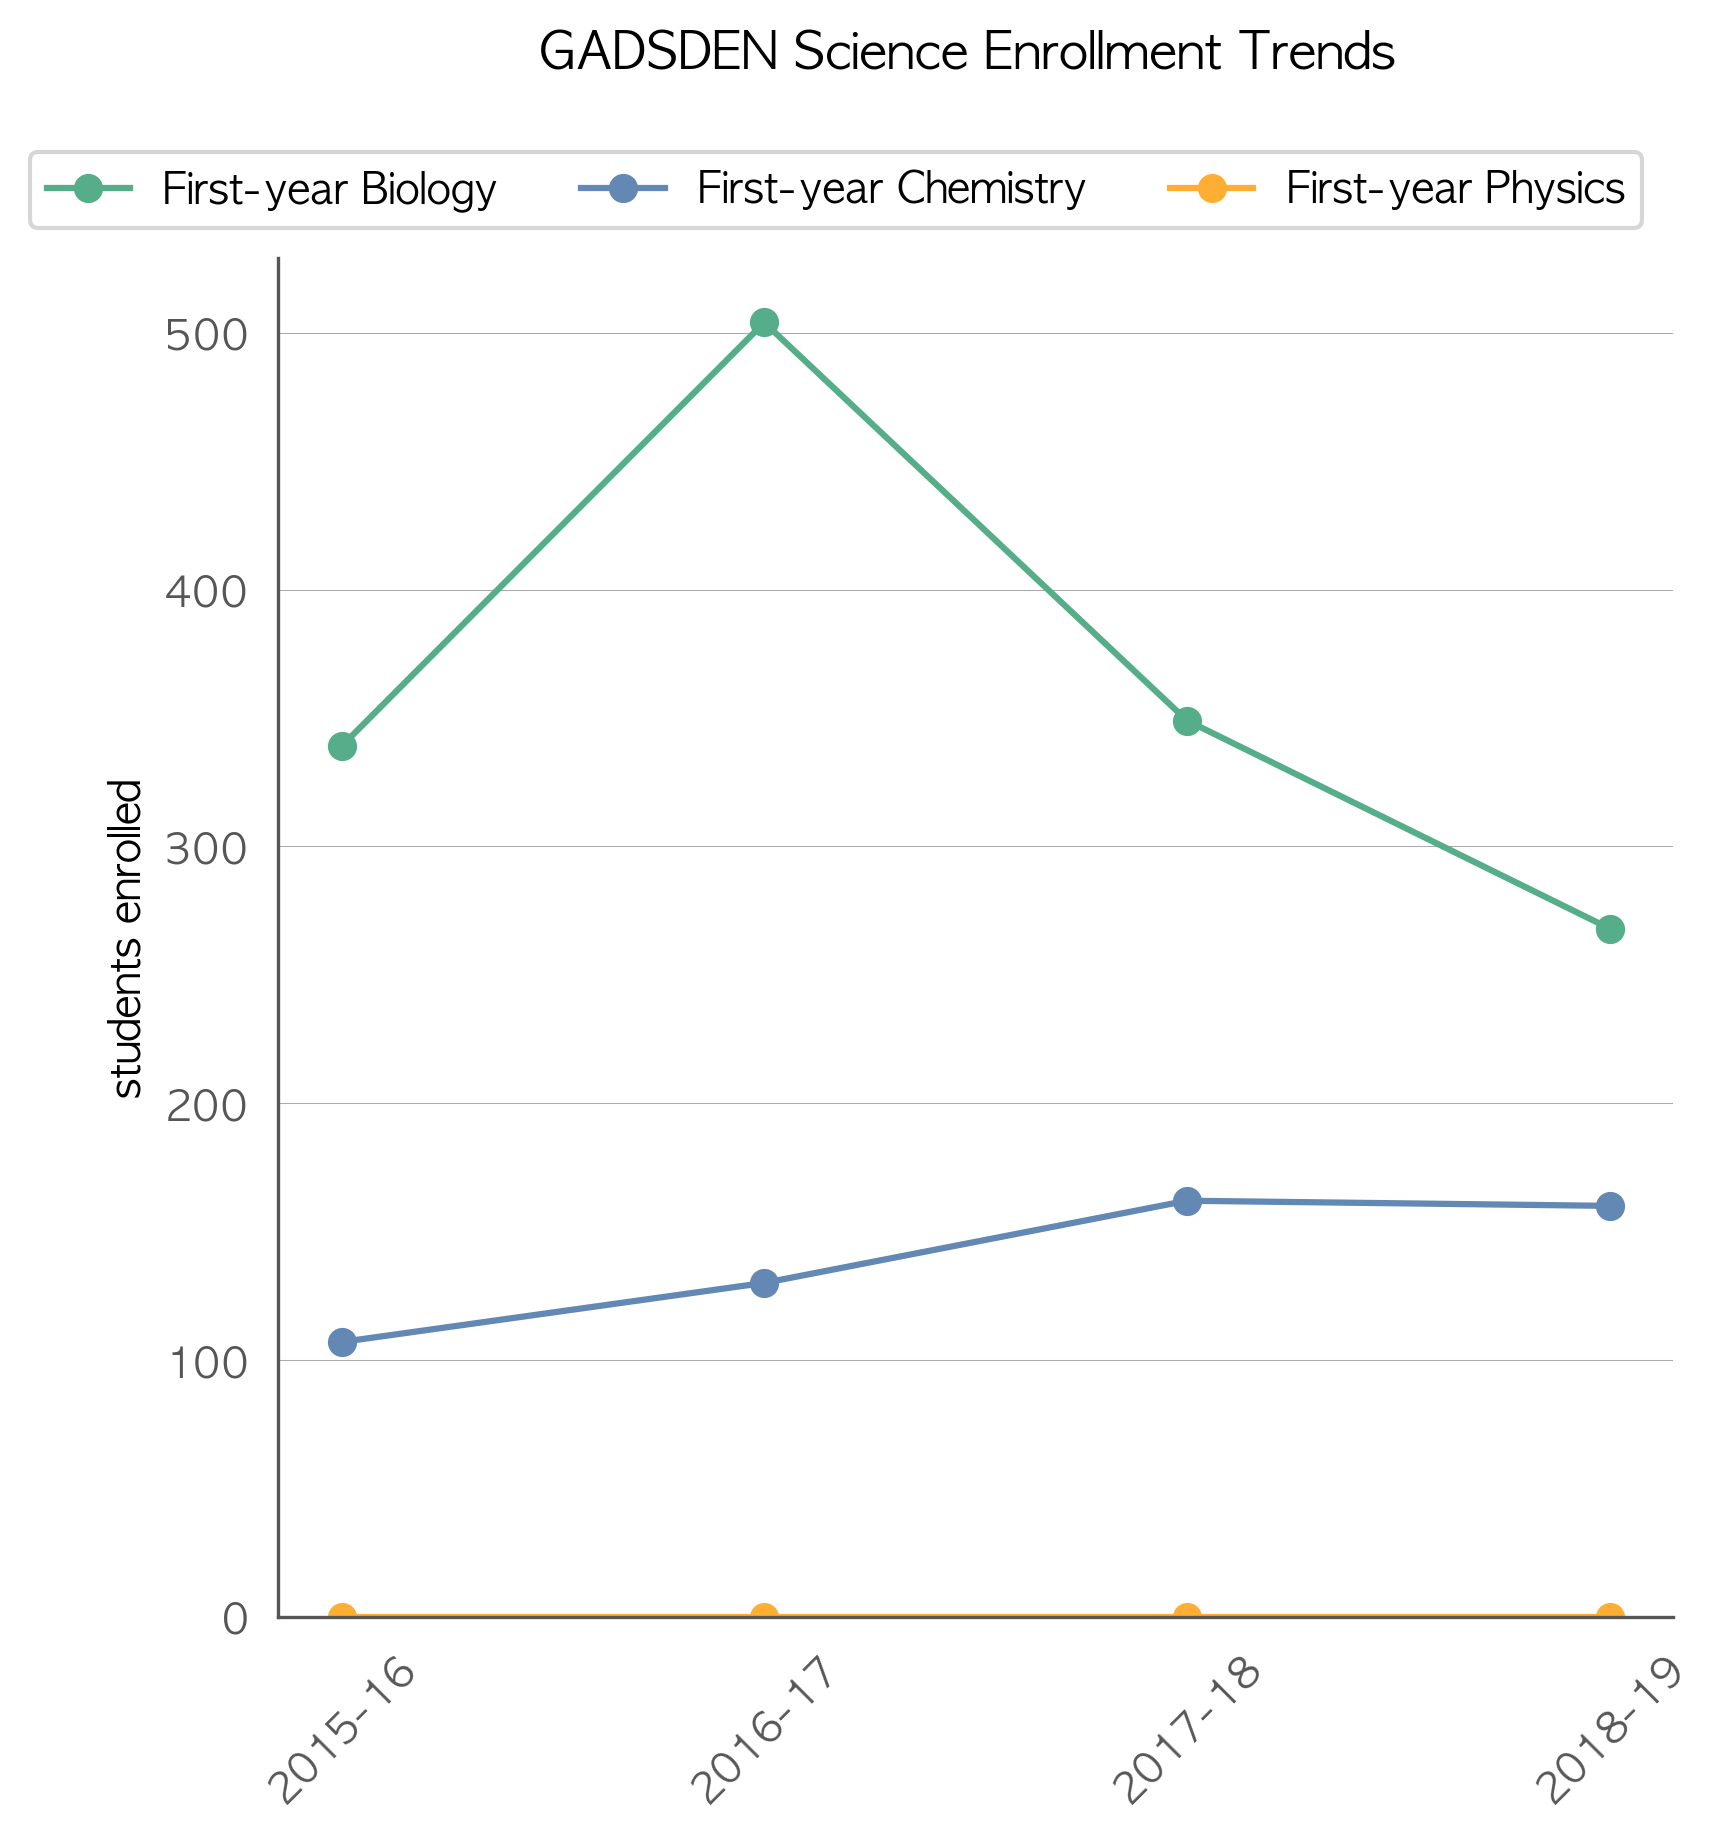 GADSDEN Science Enrollment Trends
First-year Biology
First-year Chemistry
First-year Physics
500
400
300
200
100
0
students enrolled
2015-16
2016-17
2017-18
2018-19